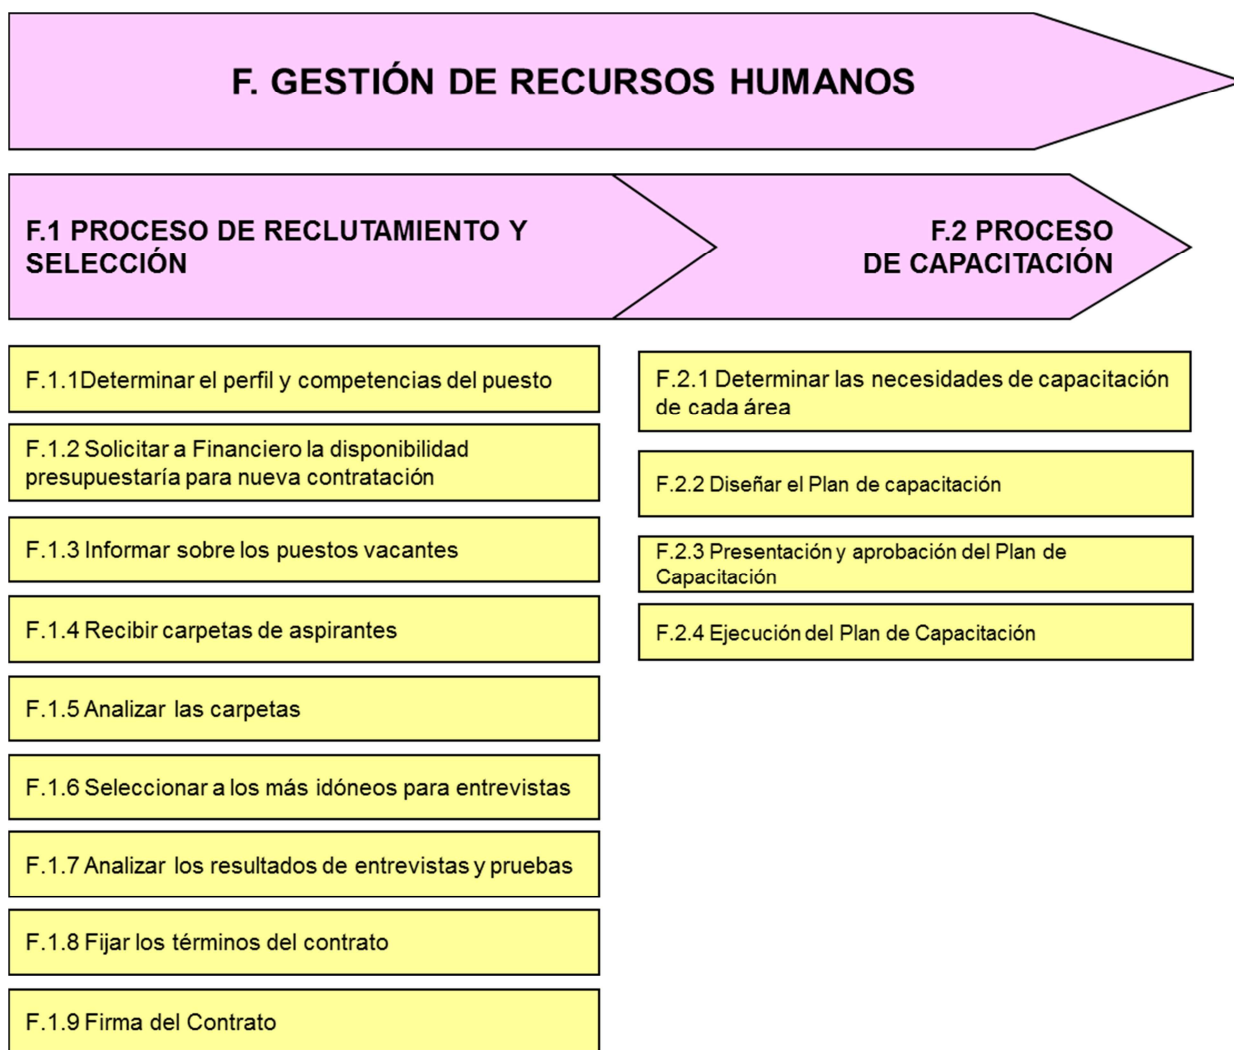 F. GESTIÓN DE RECURSOS HUMANOS
F.1 PROCESO DE RECLUTAMIENTO Y
SELECCIÓN
F.2 PROCESO
DE CAPACITACIÓN
F.1.1Determinar el perfil y competencias del puesto
F.1.2 Solicitar a Financiero la disponibilidad
presupuestaría para nueva contratación
F.1.3 Informar sobre los puestos vacantes
F.1.4 Recibir carpetas de aspirantes
F.1.5 Analizar las carpetas
F.1.6 Seleccionar a los más idóneos para entrevistas
F.1.7 Analizar los resultados de entrevistas y pruebas
F.1.8 Fijar los términos del contrato
F.1.9 Firma del Contrato
F.2.1 Determinar las necesidades de capacitación
de cada área
F.2.2 Diseñar el Plan de capacitación
F.2.3 Presentación y aprobación del Plan de
Capacitación
F.2.4 Ejecución del Plan de Capacitación